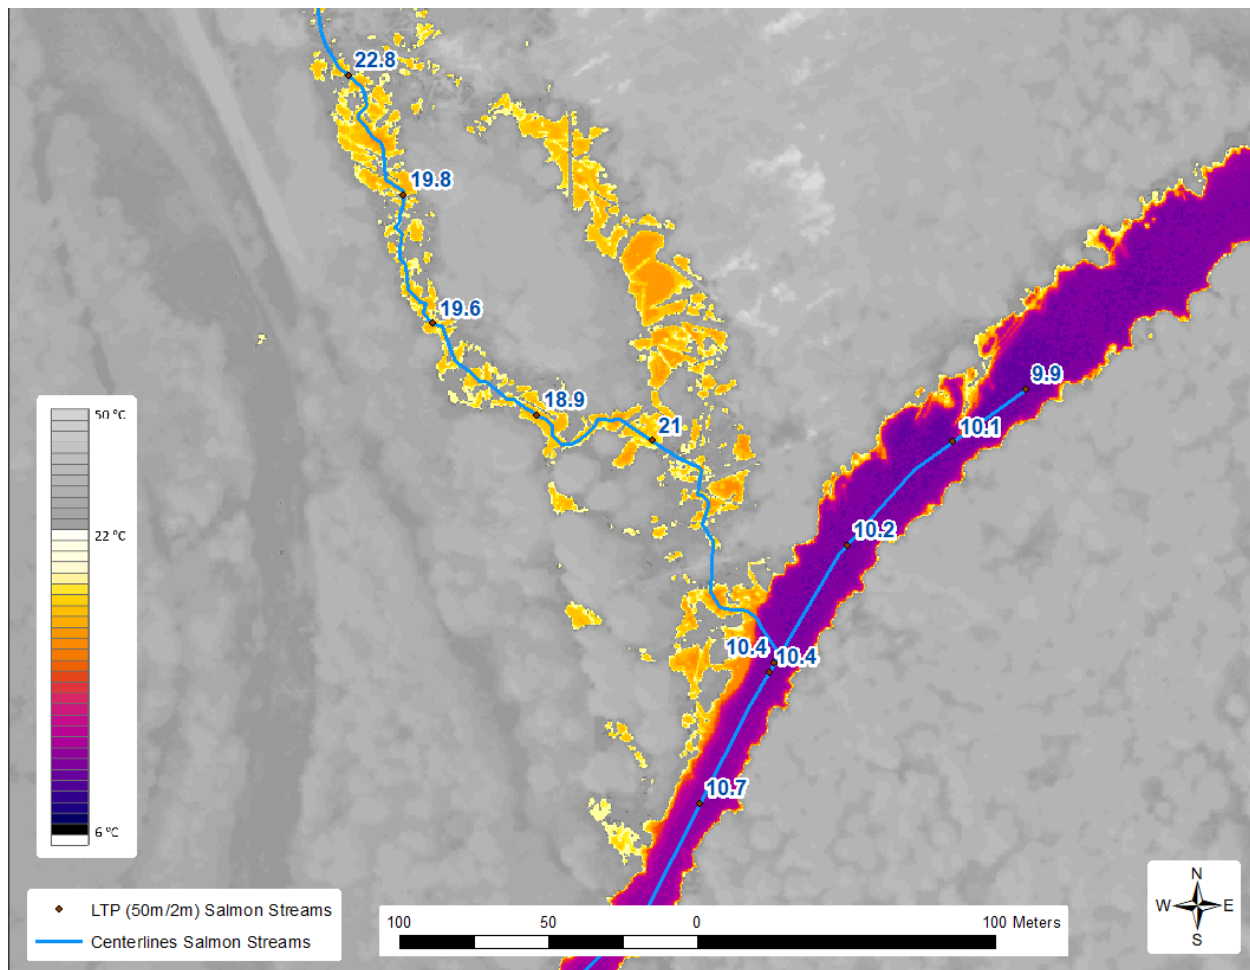 22.8
19.8
19.6
9.9
50 °C
18.9
21
10.1
22 °C
10.2
10.4
10.4
10.7
6 °C
N
W E
S
LTP (50m/2m) Salmon Streams
Centerlines Salmon Streams
100 50 0 100 Meters